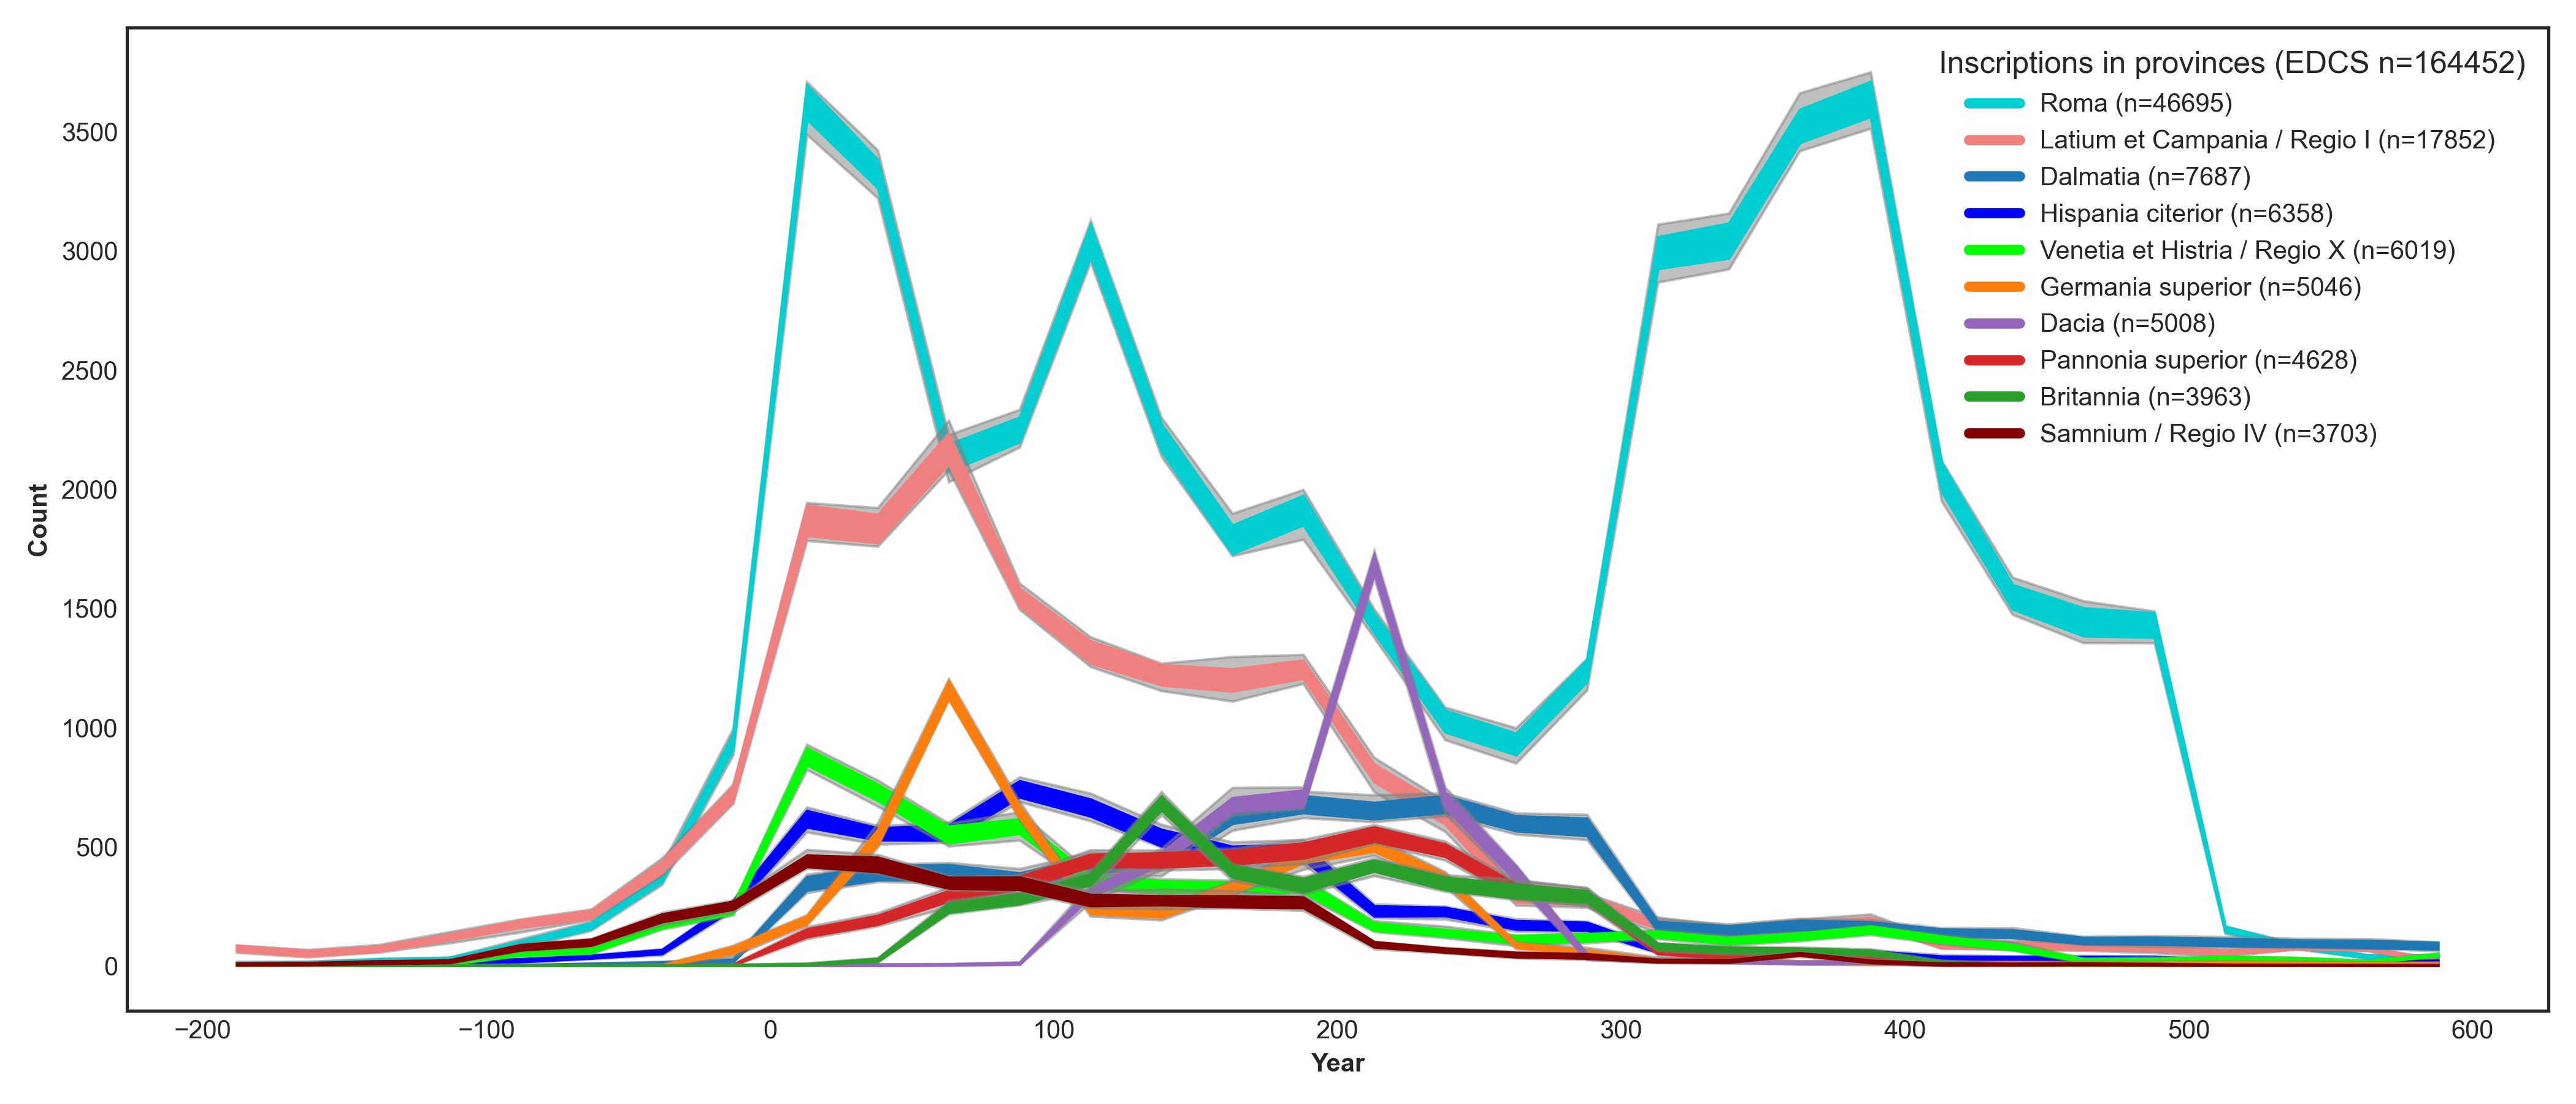 Inscriptions in provinces (EDCS n=164452)
Roma (n=46695)
Latium et Campania / Regio I (n=17852)
Dalmatia (n=7687)
Hispania citerior (n=6358)
Venetia et Histria / Regio X (n=6019)
Germania superior (n=5046)
Dacia (n=5008)
Pannonia superior (n=4628)
Britannia (n=3963)
Samnium / Regio IV (n=3703)
3500
3000
2500
2000
1500
1000
500
0
Count
−200 −100 0 100 200 300 400 500 600
Year